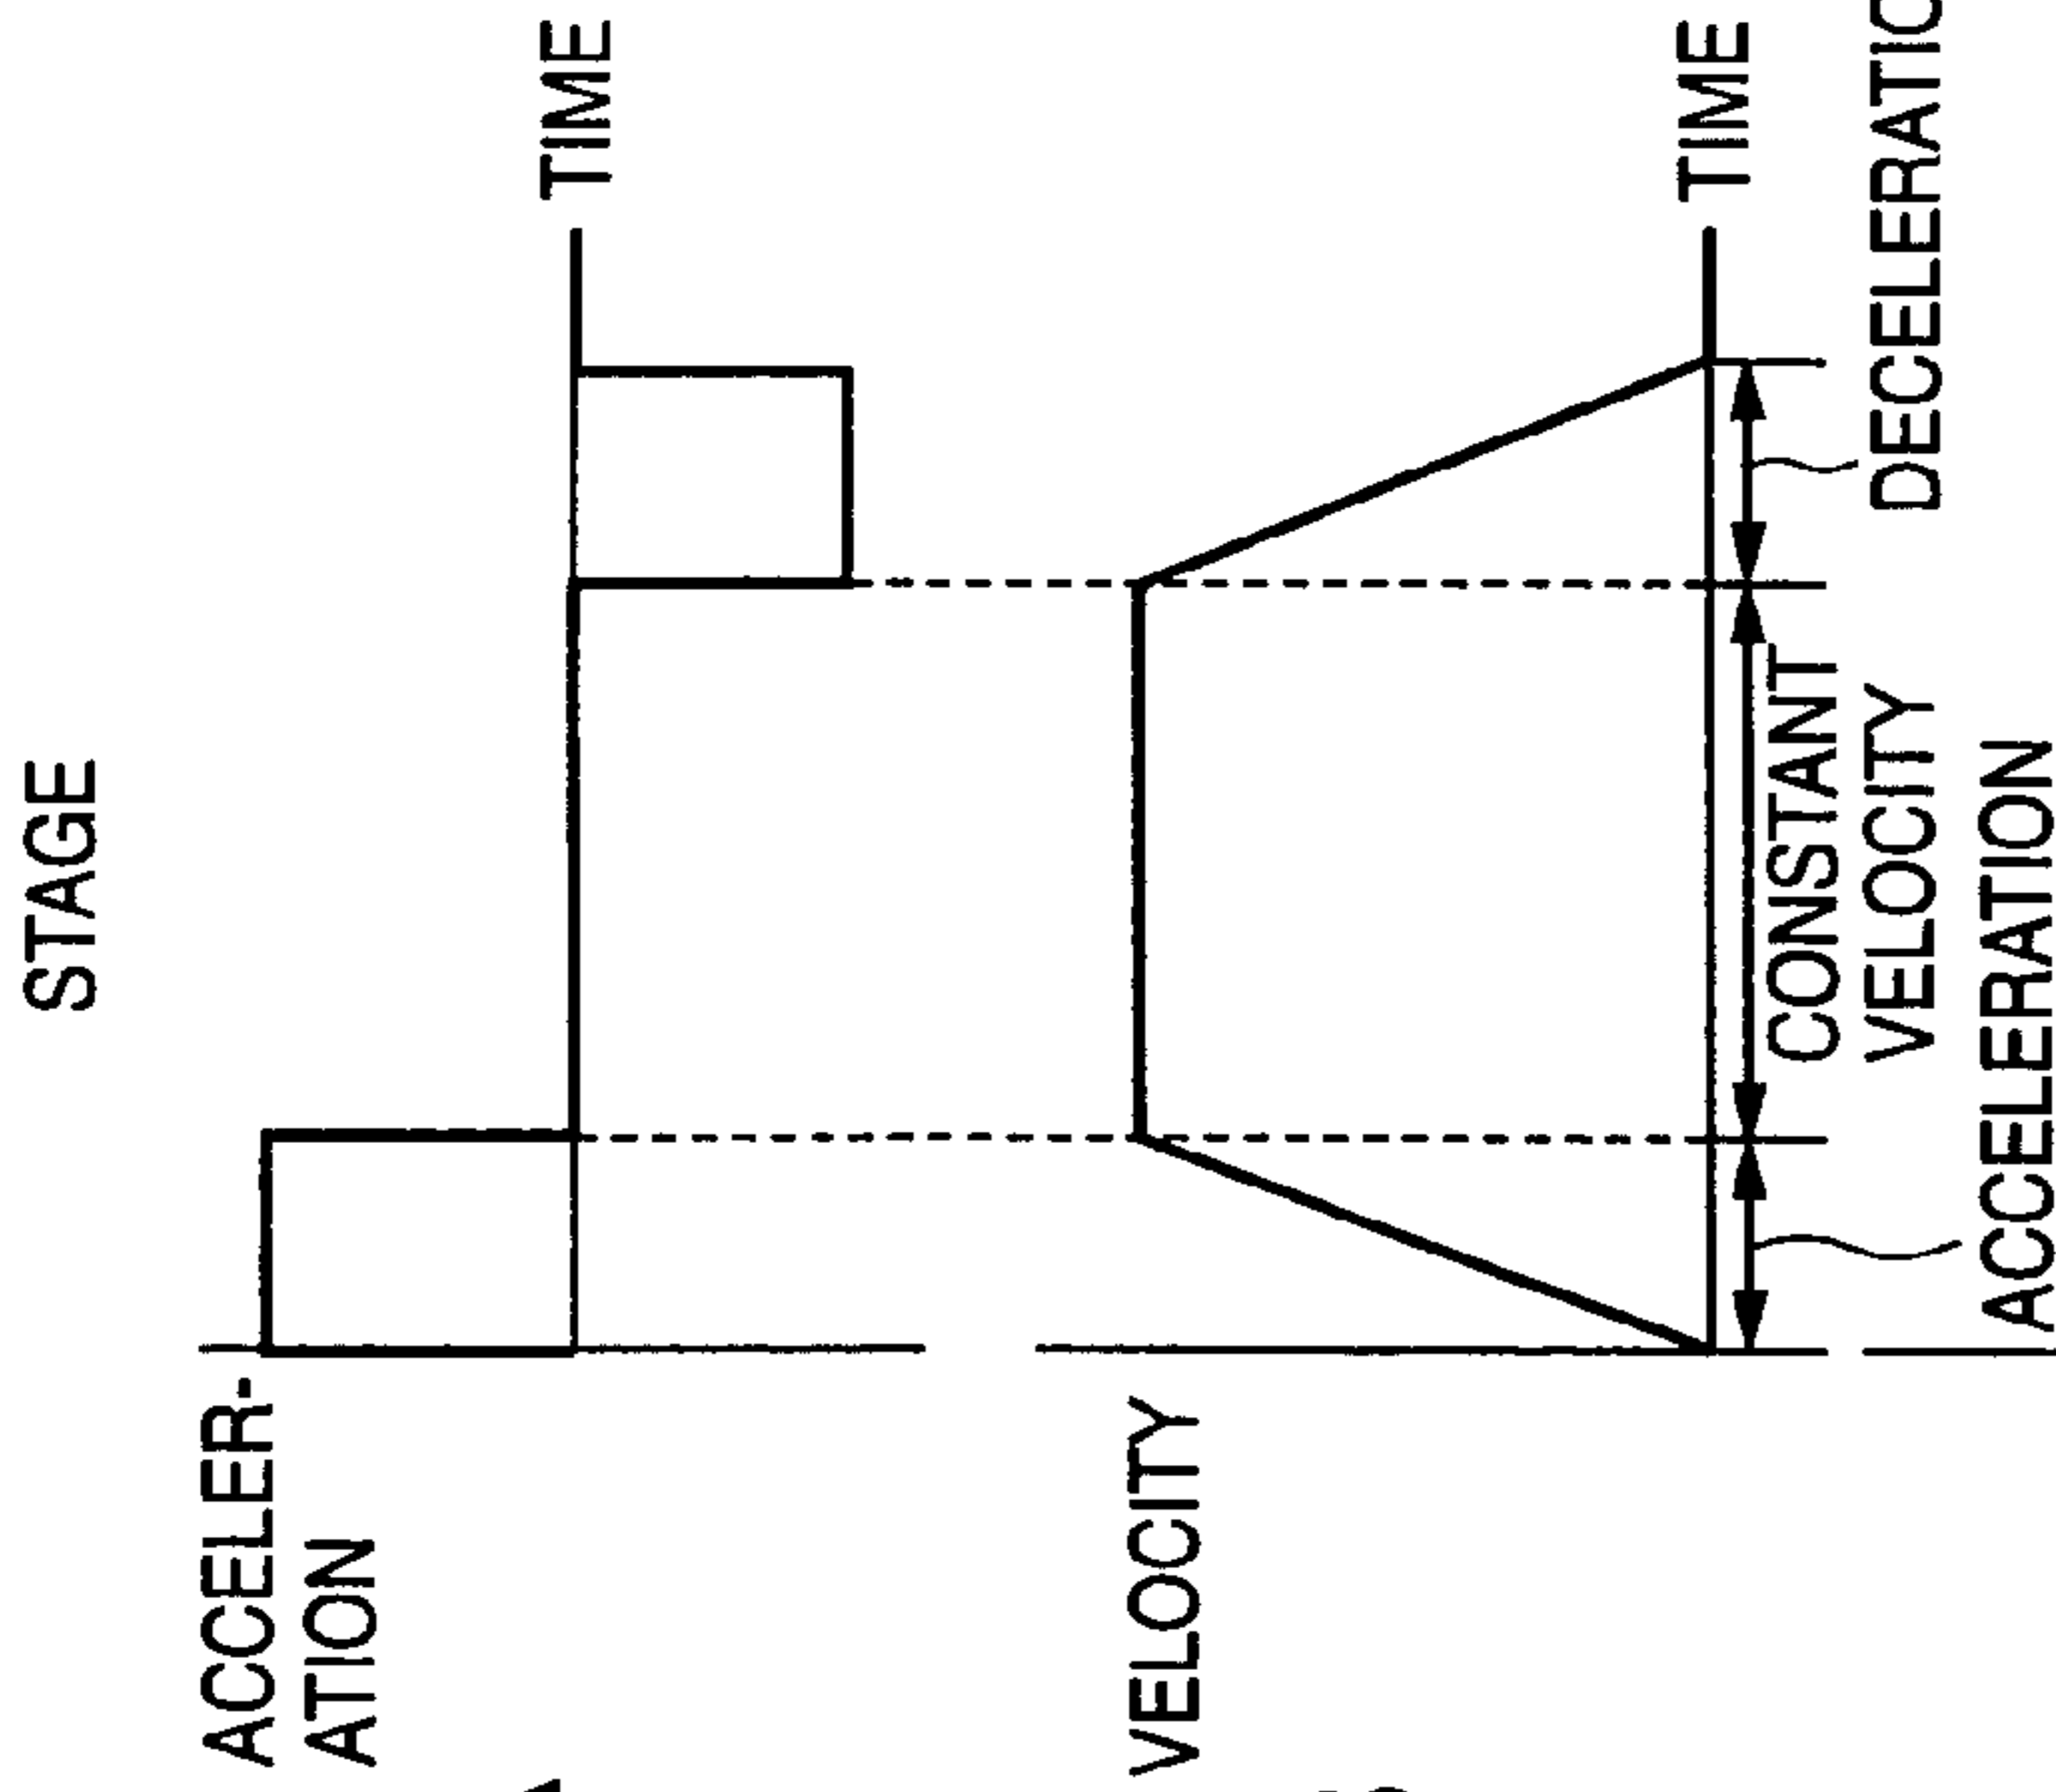 STAGE
ACCELER-
ATION
TIME
VELOCITY
TIME
CONSTANT
VELOCITY
ACCELERATION